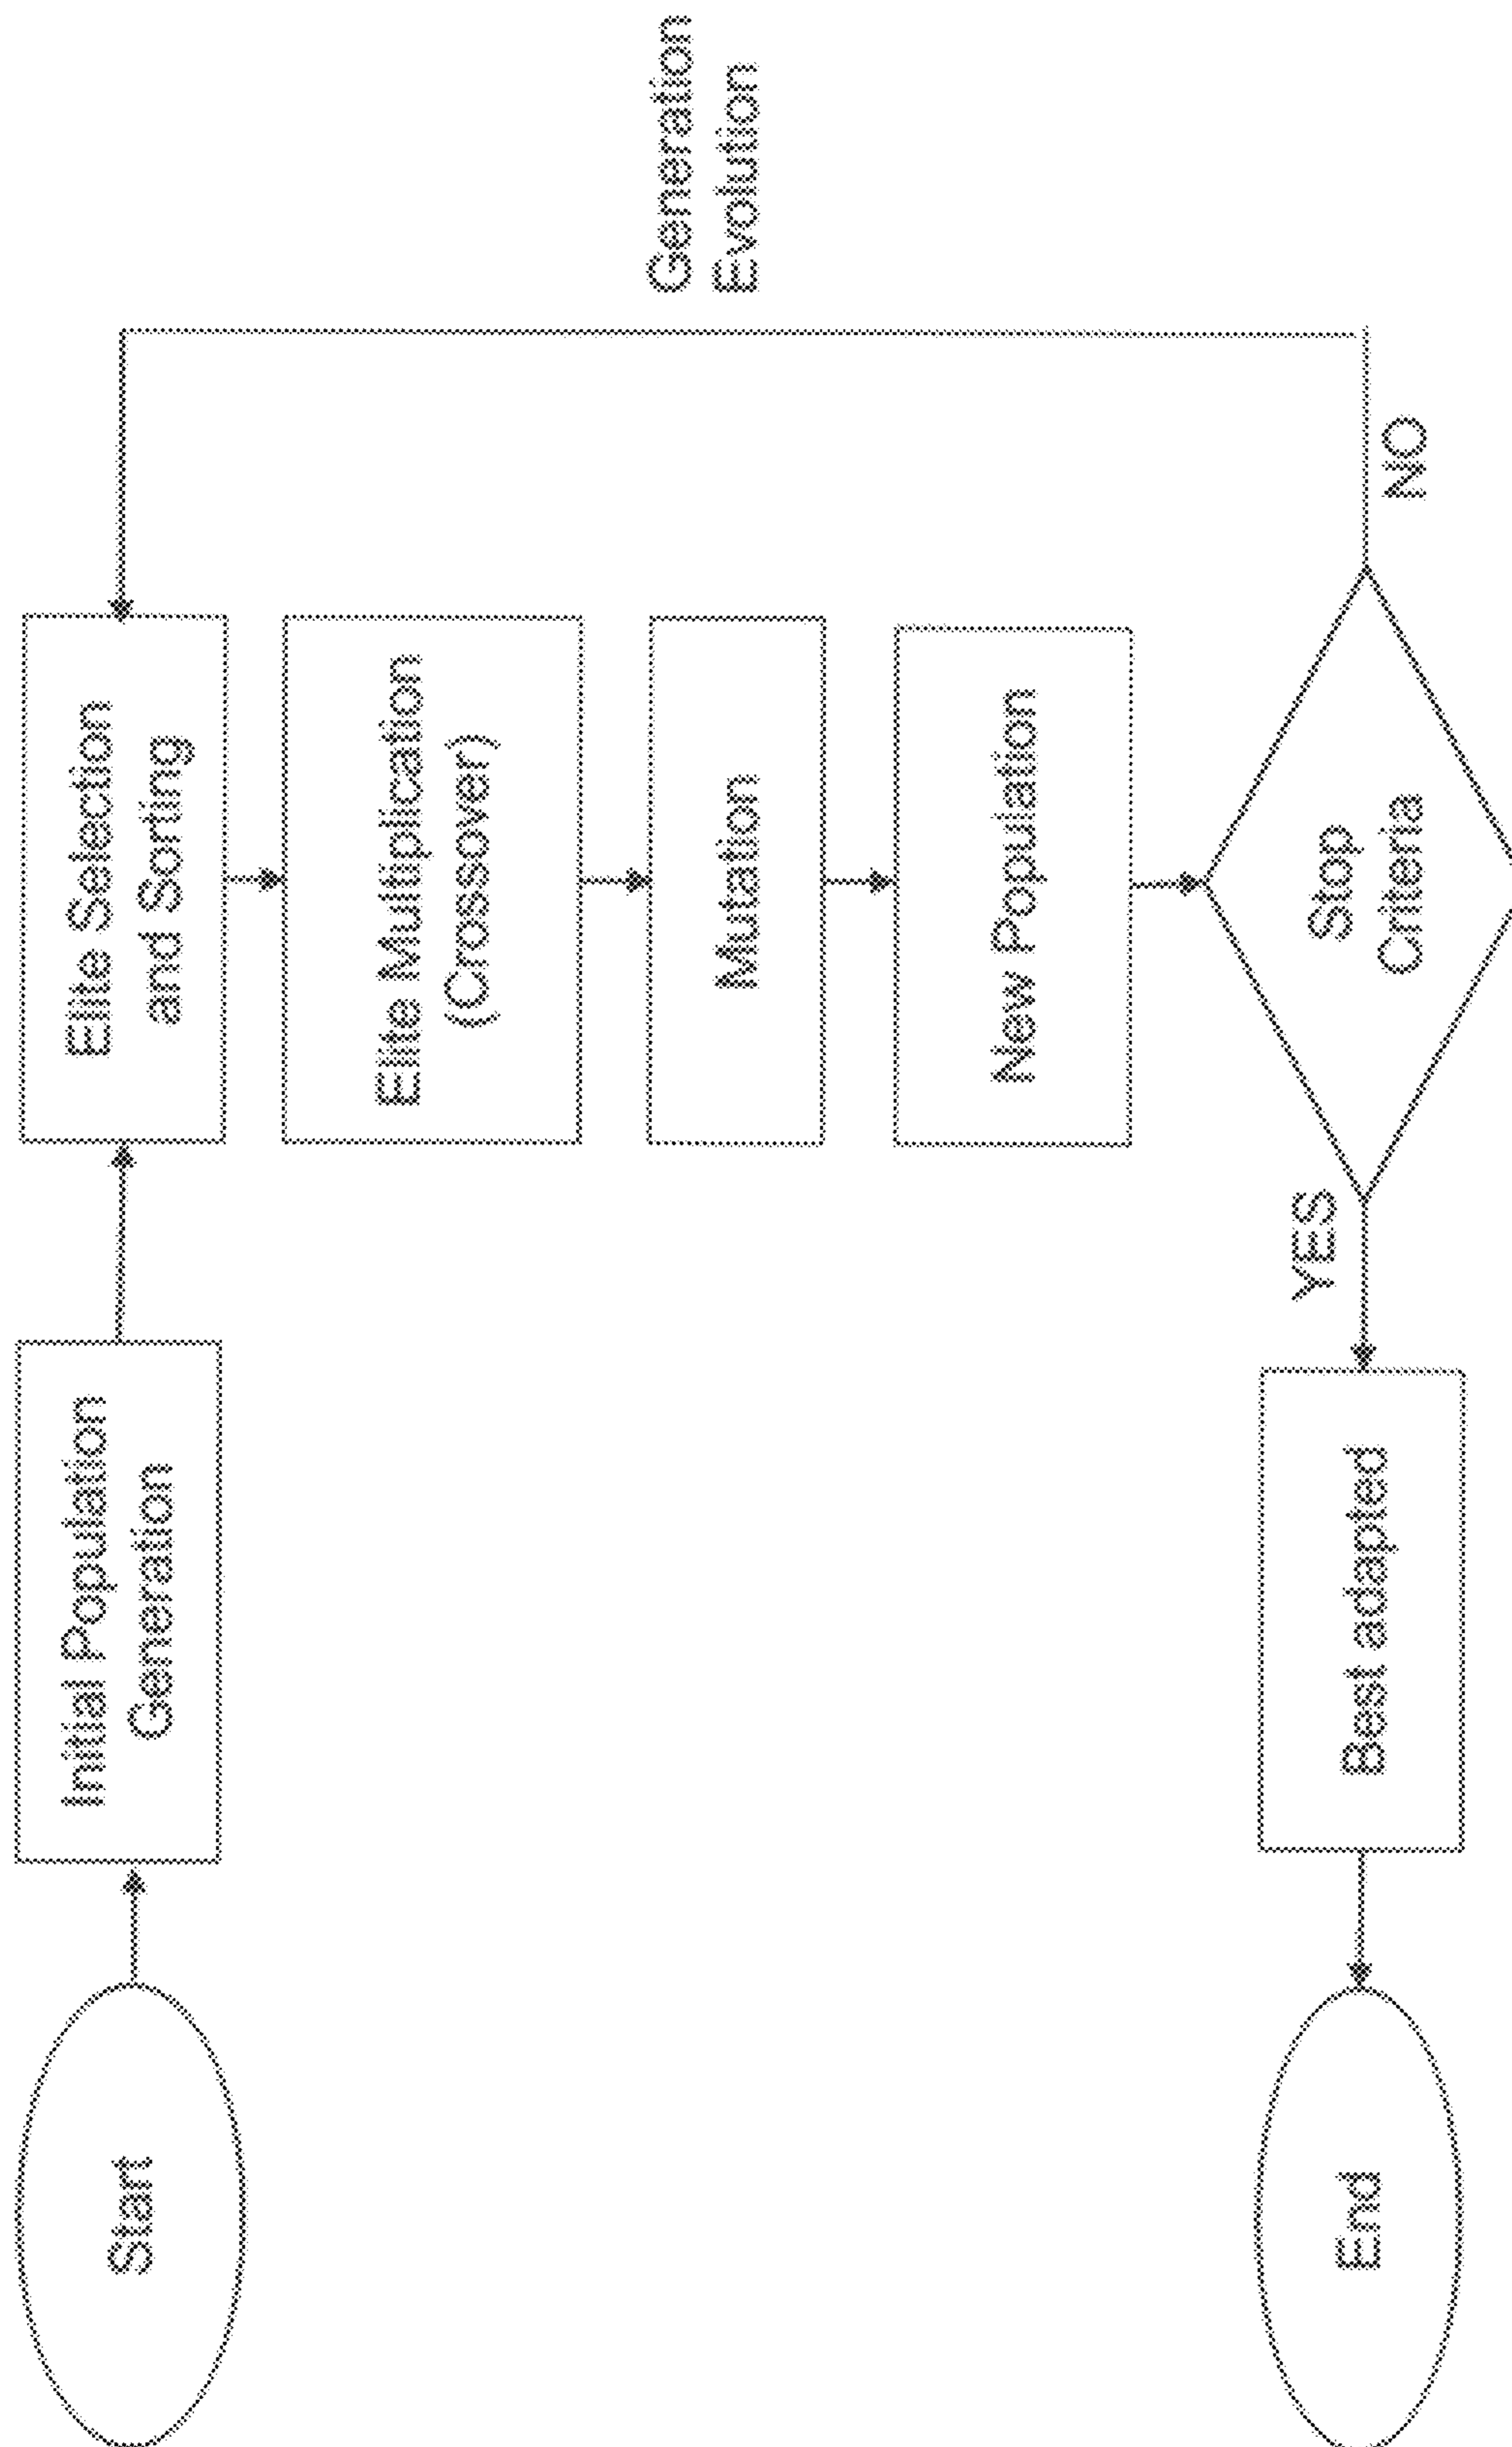 Start
Initial Population
Generation
Elite Selection
and Sorting
Elite Multiplication
(Crossover)
Mutation
New Population
Stop
Criteria
YES
NO
Generation
Evolution
Best adapted
End